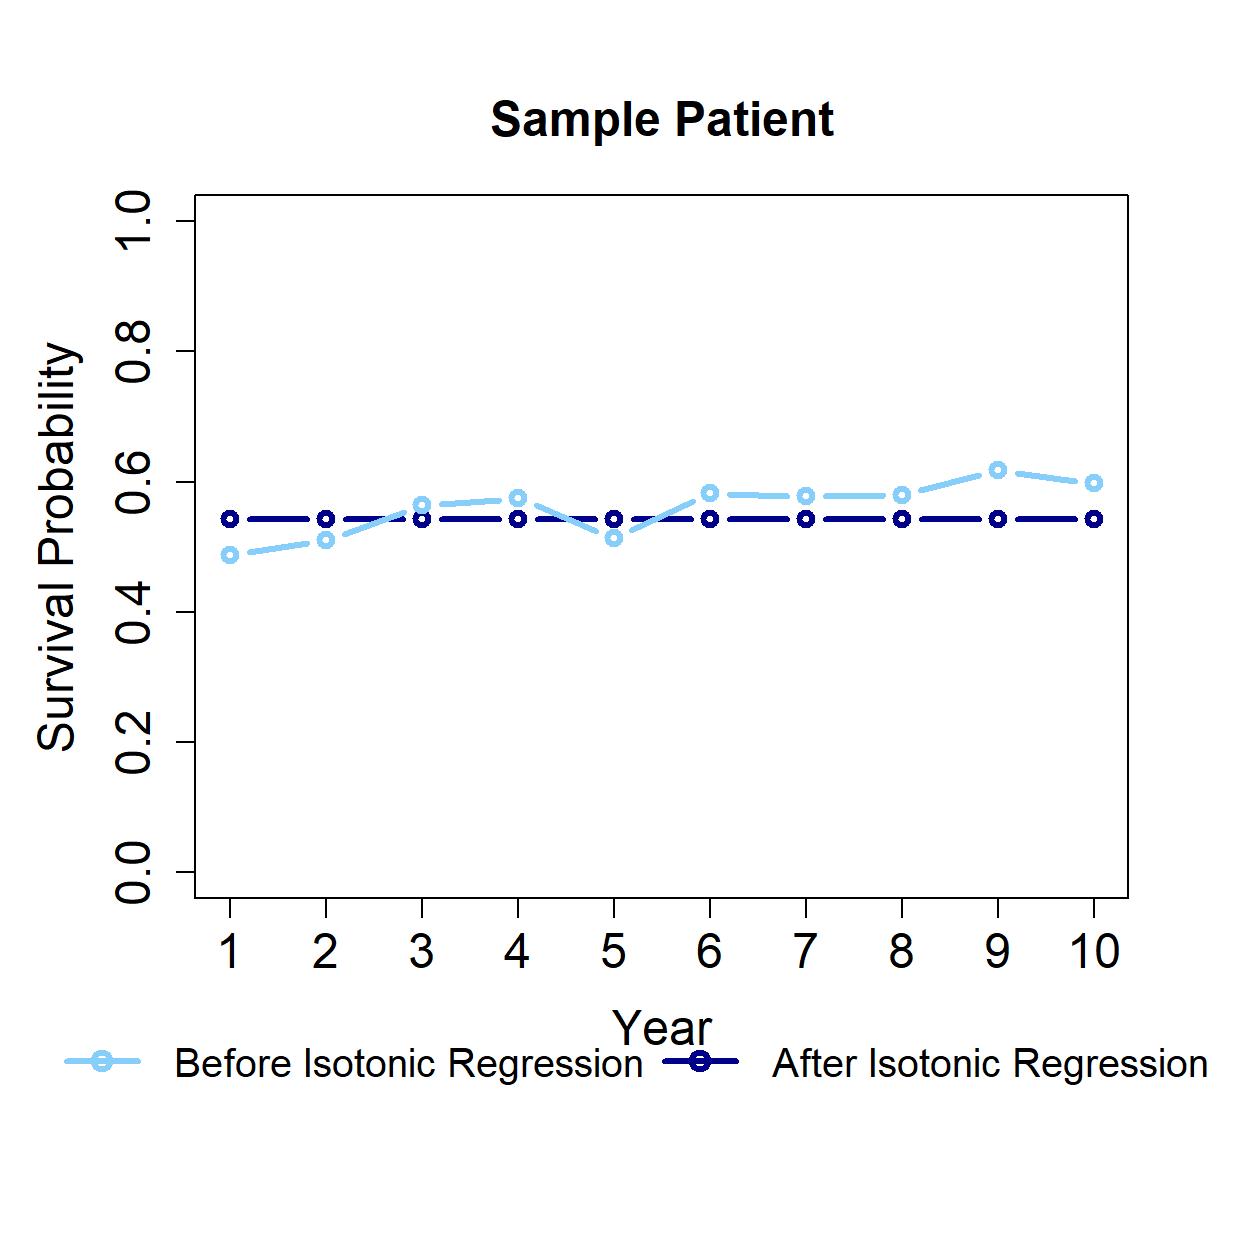 Sample Patient
Survival Probability
1.0
0.8
0.6
0.4
0.2
0.0
1 2 3 4 5 6 7 8 9 10
Year
Before Isotonic Regression After Isotonic Regression